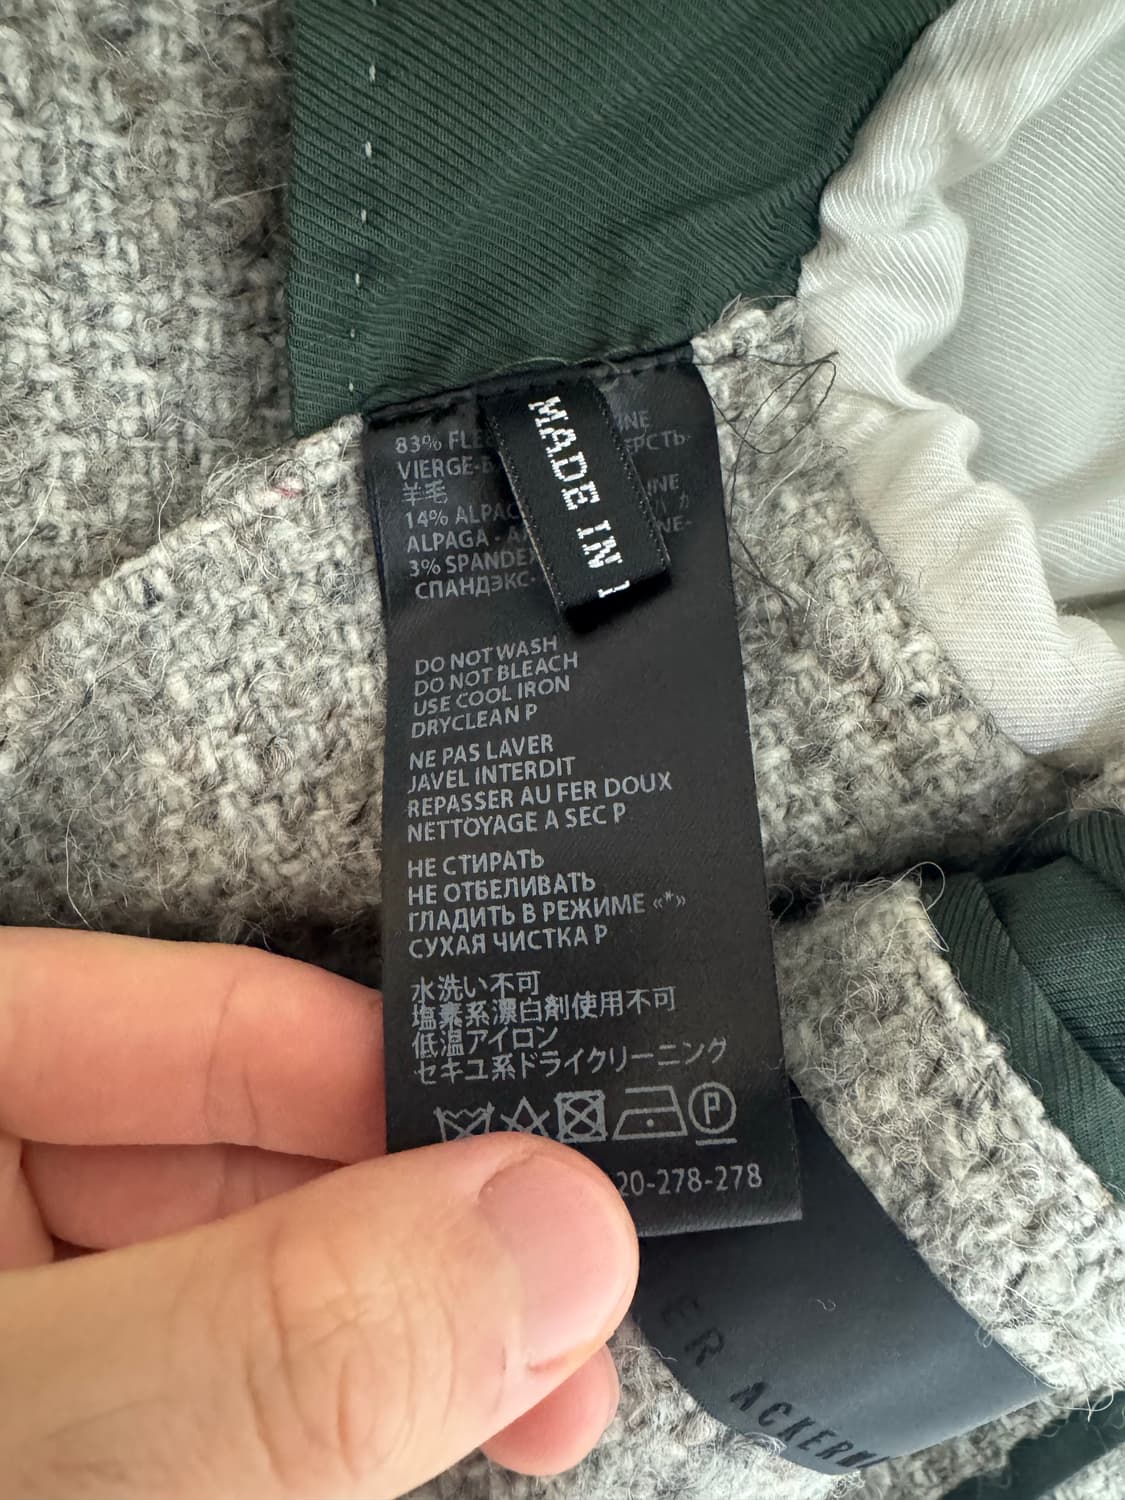 83%
VIERGE-
羊毛
14%
ALPAGA
3%
СПАНДЭКС
MADE IN
DO NOT WASH
DO NOT BLEACH
USE COOL IRON
DRYCLEAN P
NE PAS LAVER
JAVEL INTERDIT
REPASSER AU FER DOUX
NETTOYAGE A SEC P
НЕ СТИРАТЬ
НЕ ОТБЕЛИВАТЬ
ГЛАДИТЬ В РЕЖИМЕ «*»
СУХАЯ ЧИСТКА Р
水洗い不可
塩素系漂白剤使用不可
低温アイロン
セキユ系ドライクリーニング
P
20-278-278